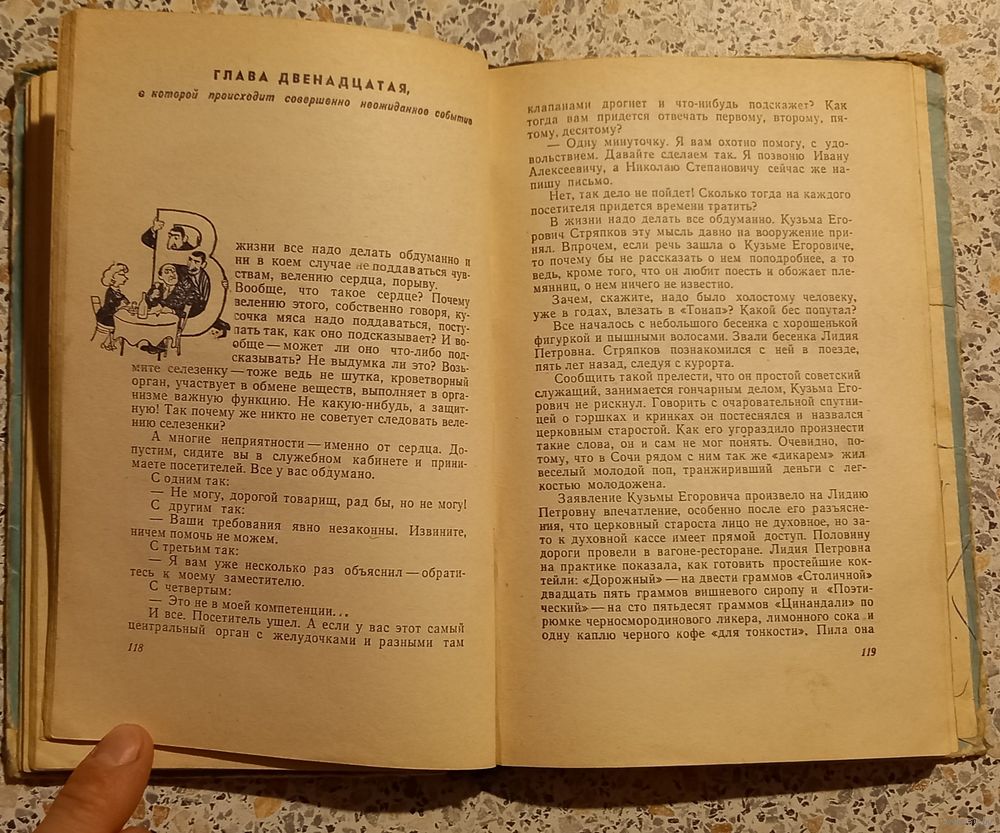 ГЛАВА ДВЕНАДЦАТАЯ,
в которой происходит совершенно неожиданное событие
В
жизни все надо делать обдуманно и
ни в коем случае не поддаваться чув-
ствам, велению сердца, порыву.
Вообще, что такое сердце? Почему
велению этого, собственно говоря, ку-
сочка мяса надо поддаваться, посту-
пать так, как оно подсказывает? И во-
обще — может ли оно что-либо под-
сказывать? Не выдумка ли это? Возь-
мите селезенку — тоже ведь не шутка, кроветворный
орган, участвует в обмене веществ, выполняет в орга-
низме важную функцию. Не какую-нибудь, а защит-
ную! Так почему же никто не советует следовать веле-
нию селезенки?
А многие неприятности — именно от сердца. До-
пустим, сидите вы в служебном кабинете и прини-
маете посетителей. Все у вас обдумано.
С одним так:
— Не могу, дорогой товарищ, рад бы, но не могу!
С другим так:
— Ваши требования явно незаконны. Извините,
ничем помочь не можем.
С третьим так:
— Я вам уже несколько раз объяснил — обрати-
тесь к моему заместителю.
С четвертым:
— Это не в моей компетенции...
И все. Посетитель ушел. А если у вас этот самый
центральный орган с желудочками и разными там
118
клапанами дрогнет и что-нибудь подскажет? Как
тогда вам придется отвечать первому, второму, пя-
тому, десятому?
— Одну минуточку. Я вам охотно помогу, с удо-
вольствием. Давайте сделаем так. Я позвоню Ивану
Алексеевичу, а Николаю Степановичу сейчас же на-
пишу письмо.
Нет, так дело не пойдет! Сколько тогда на каждого
посетителя придется времени тратить?
В жизни надо делать все обдуманно. Кузьма Его-
рович Стряпков эту мысль давно на вооружение при-
нял. Впрочем, если речь зашла о Кузьме Егоровиче,
то почему бы не рассказать о нем поподробнее, а то
ведь, кроме того, что он любит поесть и обожает пле-
мянниц, о нем ничего не известно.
Зачем, скажите, надо было холостому человеку,
уже в годах, влезать в «Тонап»? Какой бес попутал?
Все началось с небольшого бесенка с хорошенькой
фигуркой и пышными волосами. Звали бесенка Лидия
Петровна. Стряпков познакомился с ней в поезде,
пять лет назад, следуя с курорта.
Сообщить такой прелести, что он простой советский
служащий, занимается гончарным делом, Кузьма Его-
рович не рискнул. Говорить с очаровательной спутни-
цей о горшках и кринках он постеснялся и назвался
церковным старостой. Как его угораздило произнести
такие слова, он и сам не мог понять. Очевидно, по-
тому, что в Сочи рядом с ним так же «дикарем» жил
веселый молодой поп, транжиривший деньги с лег-
костью молодожена.
Заявление Кузьмы Егоровича произвело на Лидию
Петровну впечатление, особенно после его разъясне-
ния, что церковный староста лицо не духовное, но за-
то к духовной кассе имеет прямой доступ. Половину
дороги провели в вагоне-ресторане. Лидия Петровна
на практике показала, как готовить простейшие кок-
тейли: «Дорожный» — на двести граммов «Столичной»
двадцать пять граммов вишневого сиропу и «Поэти-
ческий» — на сто пятьдесят граммов «Цинандали» по
рюмке черносмородинового ликера, лимонного сока и
одну каплю черного кофе «для тонкости». Пила она
119